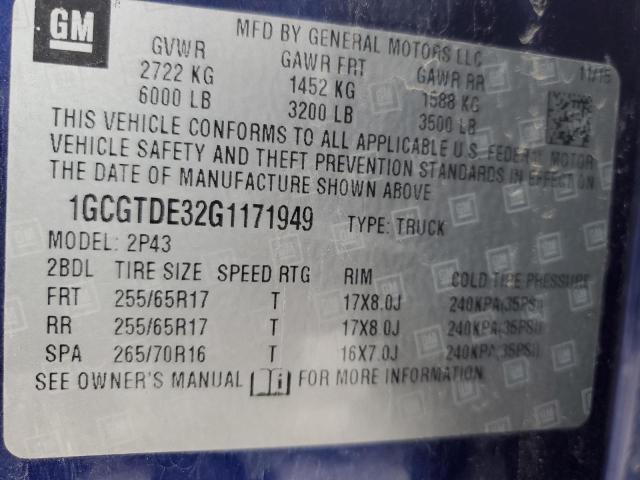 GM
MFD BY GENERAL MOTORS LLC
GVWR GAWR FRT GAWR RR 11/15
2722 KG 1452 KG 1588 KG
6000 LB 3200 LB 3500 LB
THIS VEHICLE CONFORMS TO ALL APPLICABLE U.S. FEDERAL MOTOR
VEHICLE SAFETY AND THEFT PREVENTION STANDARDS IN EFFECT ON
THE DATE OF MANUFACTURE SHOWN ABOVE
1GCGTDE32G1171949 TYPE: TRUCK
MODEL: 2P43
2BDL TIRE SIZE SPEED RTG RIM COLD TIRE PRESSURE
FRT 255/65R17 T 17X8.0J 240KPA(35PSI)
RR 255/65R17 T 17X8.0J 240KPA(35PSI)
SPA 265/70R16 T 16X7.0J 240KPA(35PSI)
SEE OWNER'S MANUAL FOR MORE INFORMATION